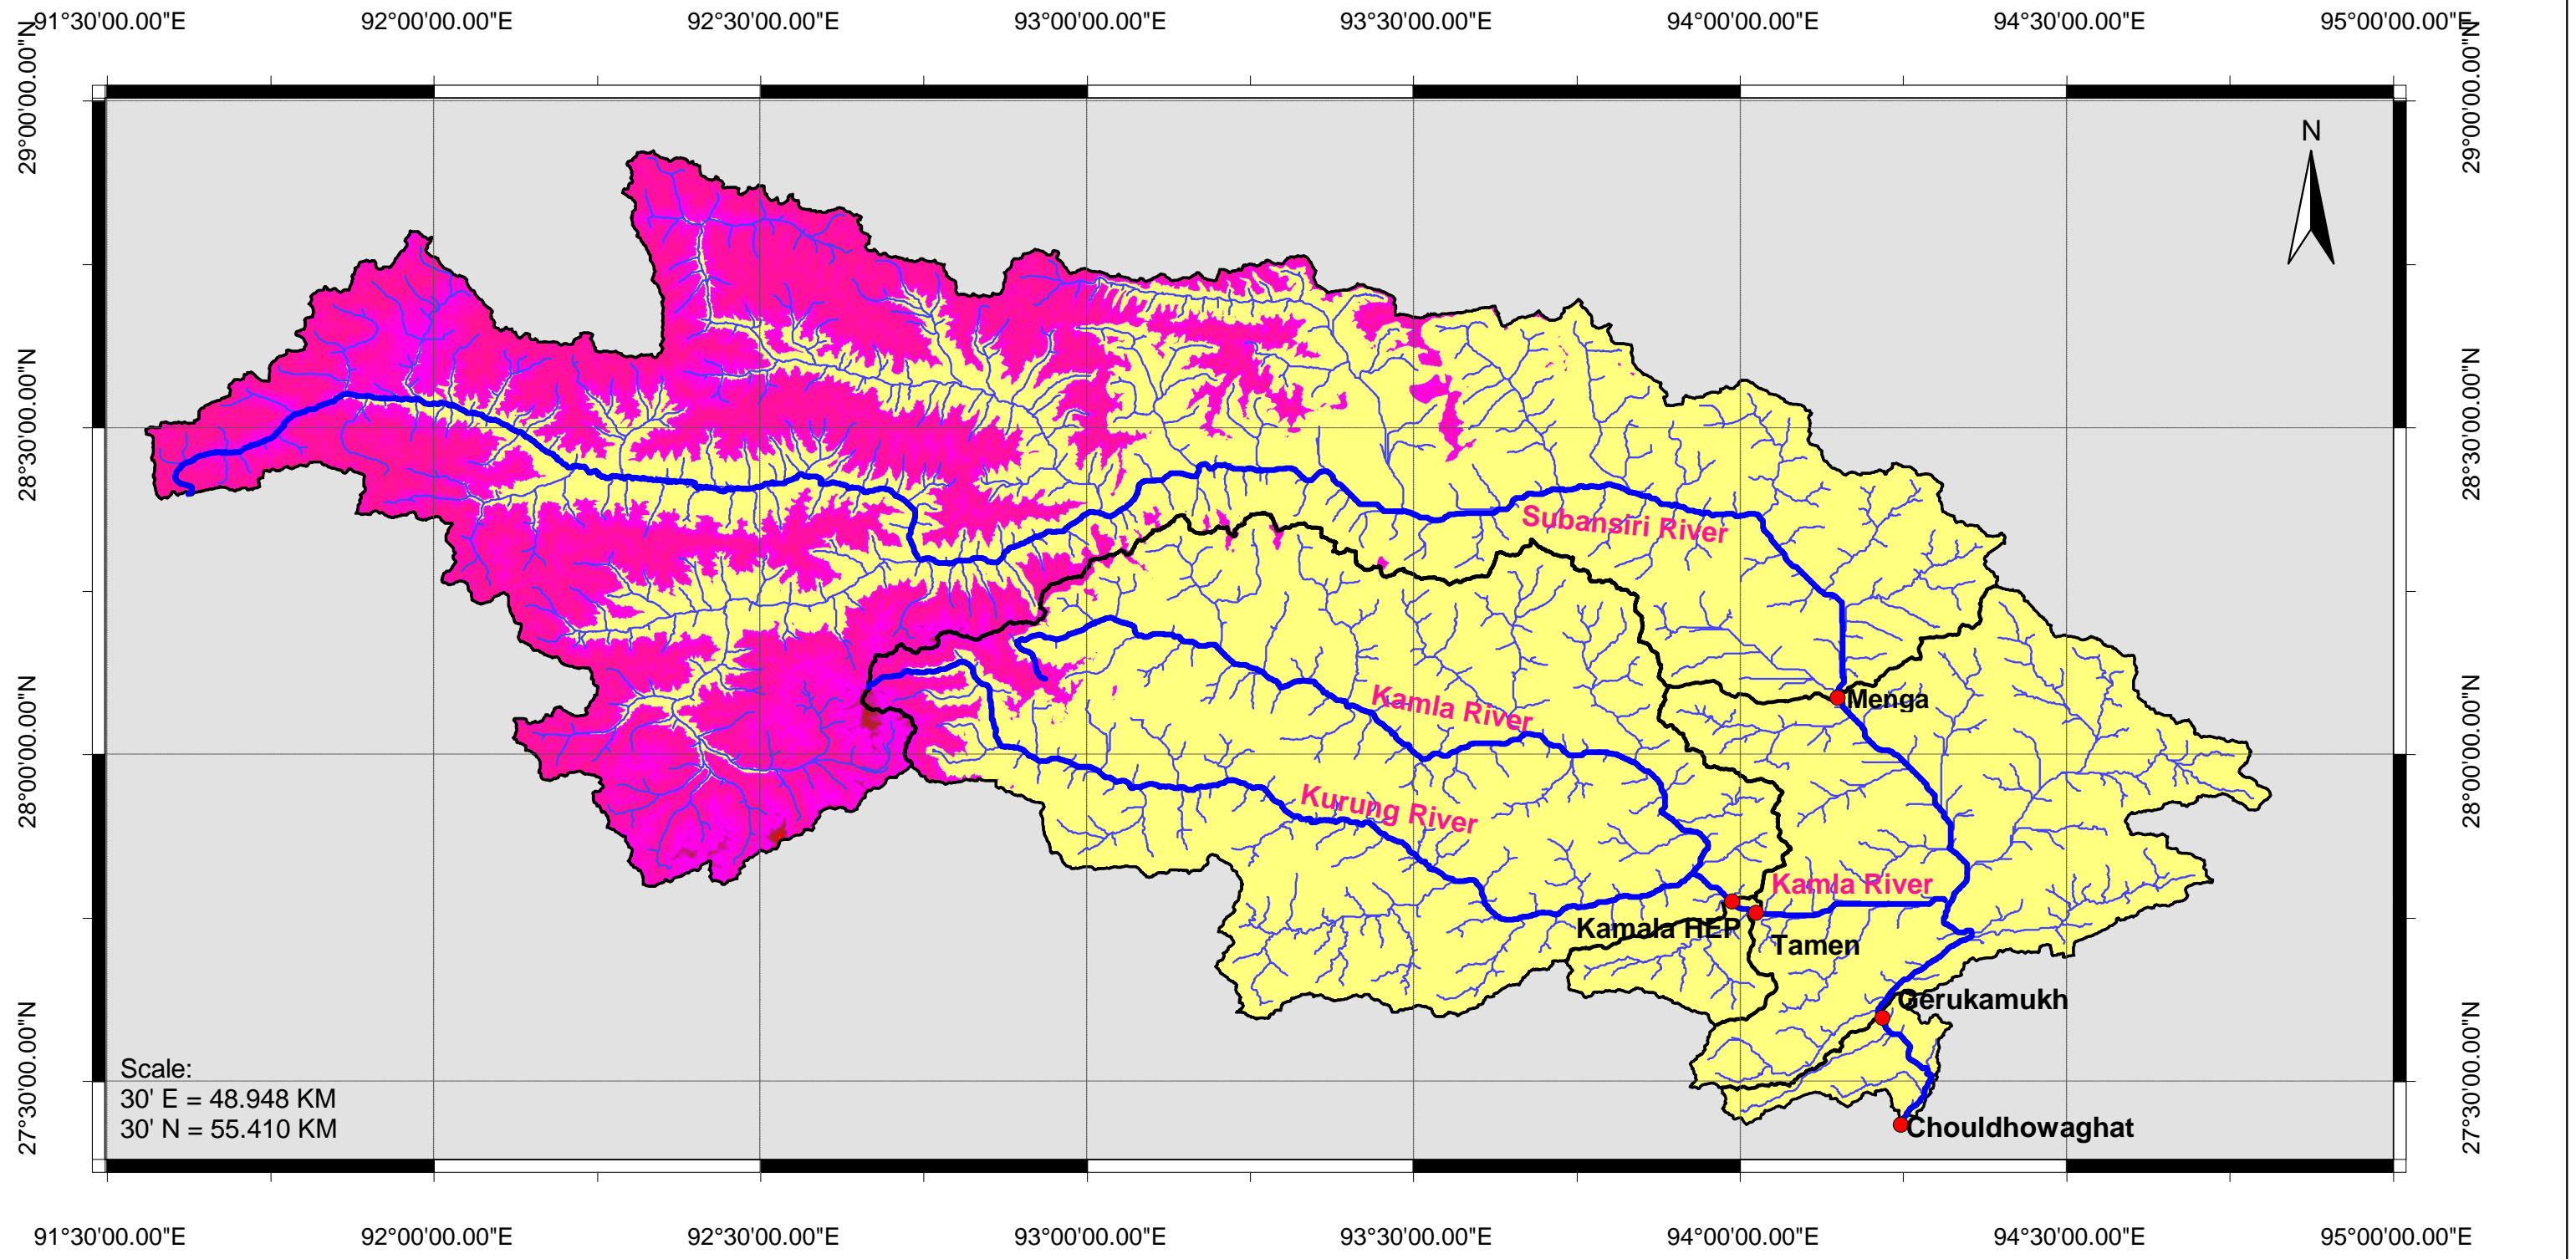 91°30'00.00"E
92°00'00.00"E
92°30'00.00"E
93°00'00.00"E
93°30'00.00"E
94°00'00.00"E
94°30'00.00"E
95°00'00.00"E
29°00'00.00"N
29°00'00.00"N
N
28°30'00.00"N
28°30'00.00"N
Subansiri River
Kamla River
Menga
28°00'00.00"N
28°00'00.00"N
Kurung River
Kamla River
Kamala HEP
Tamen
Gerukamukh
27°30'00.00"N
27°30'00.00"N
Scale:
30' E = 48.948 KM
30' N = 55.410 KM
Chouldhowaghat
91°30'00.00"E
92°00'00.00"E
92°30'00.00"E
93°00'00.00"E
93°30'00.00"E
94°00'00.00"E
94°30'00.00"E
95°00'00.00"E